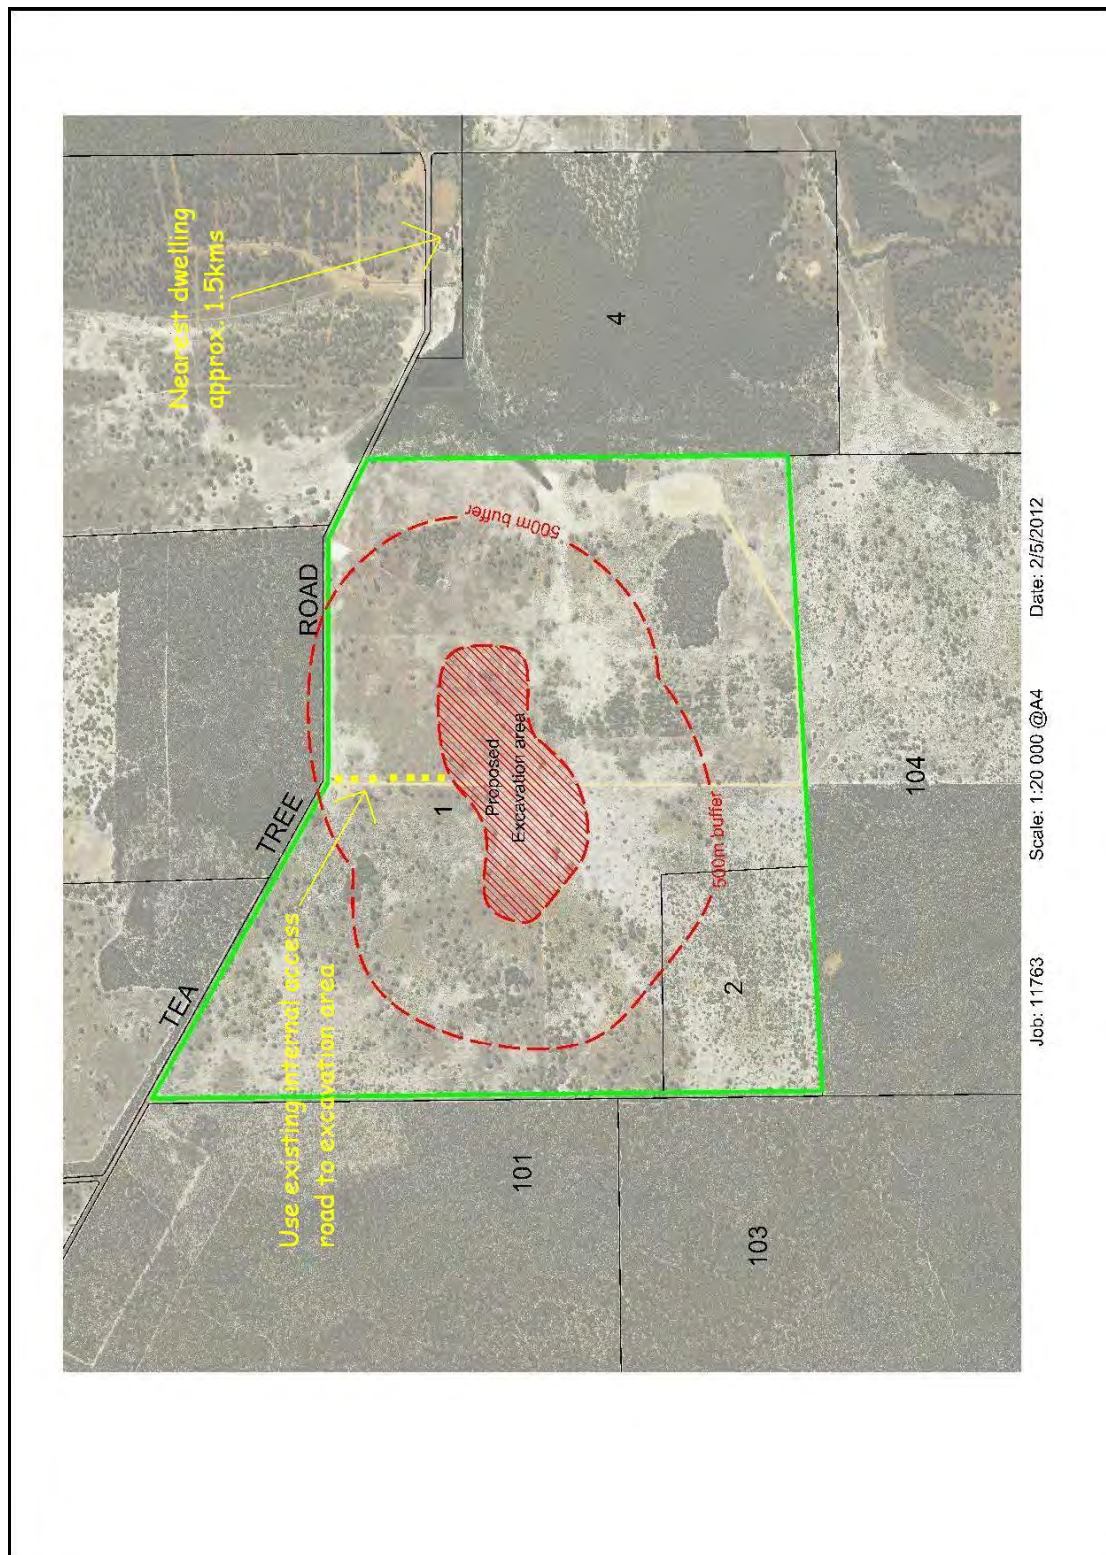 Nearest dwelling
approx. 1.5kms
TEA TREE ROAD
Use existing internal access
road to excavation area
500m buffer
1
Proposed
Excavation area
500m buffer
4
2
101
103
104
Job: 11763 Scale: 1:20 000 @A4 Date: 2/5/2012